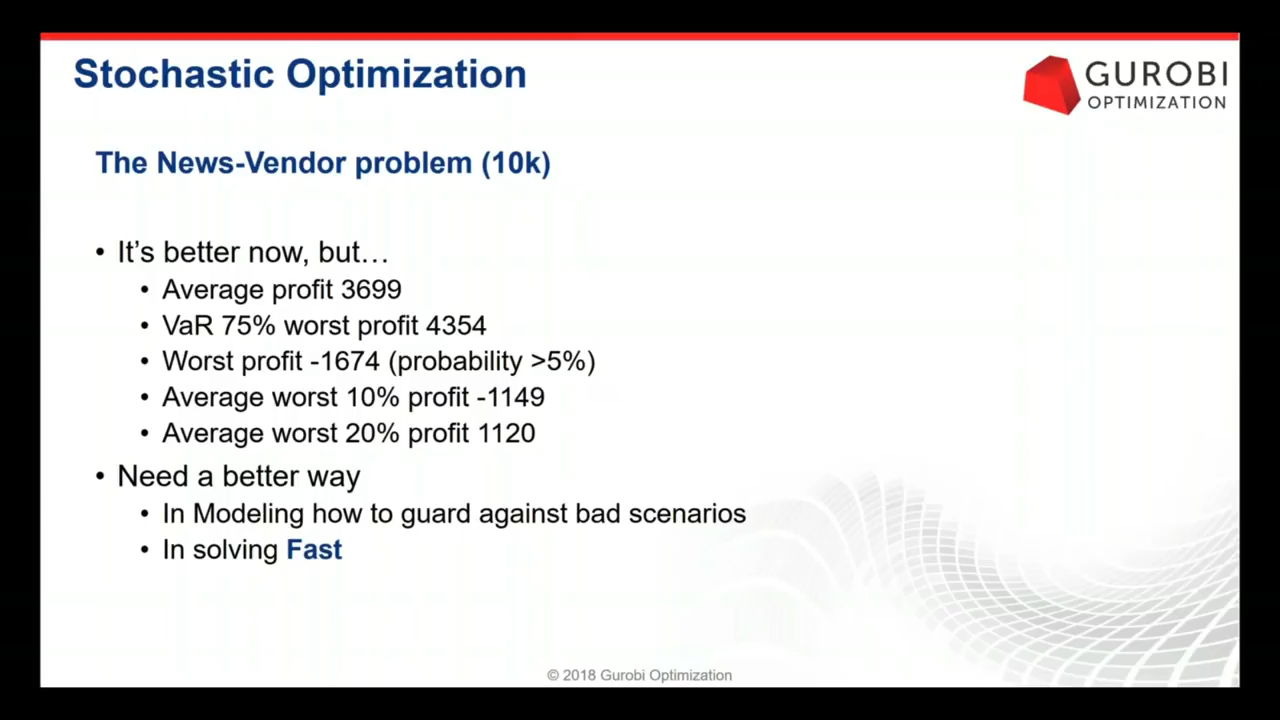 Stochastic Optimization
GUROBI
OPTIMIZATION
The News-Vendor problem (10k)
• It’s better now, but…
• Average profit 3699
• VaR 75% worst profit 4354
• Worst profit -1674 (probability >5%)
• Average worst 10% profit -1149
• Average worst 20% profit 1120
• Need a better way
• In Modeling how to guard against bad scenarios
• In solving Fast
© 2018 Gurobi Optimization